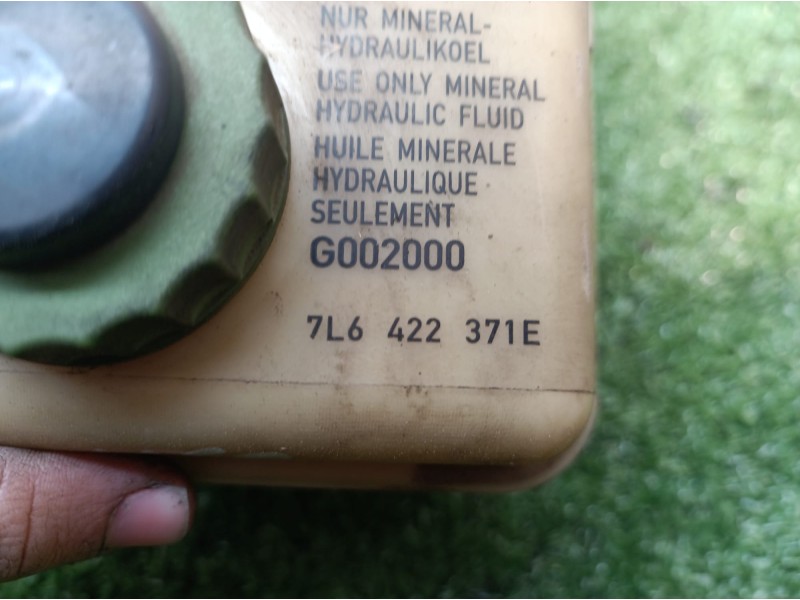 NUR MINERAL-
HYDRAULIKOEL
USE ONLY MINERAL
HYDRAULIC FLUID
HUILE MINERALE
HYDRAULIQUE
SEULEMENT
G002000
7L6 422 371E